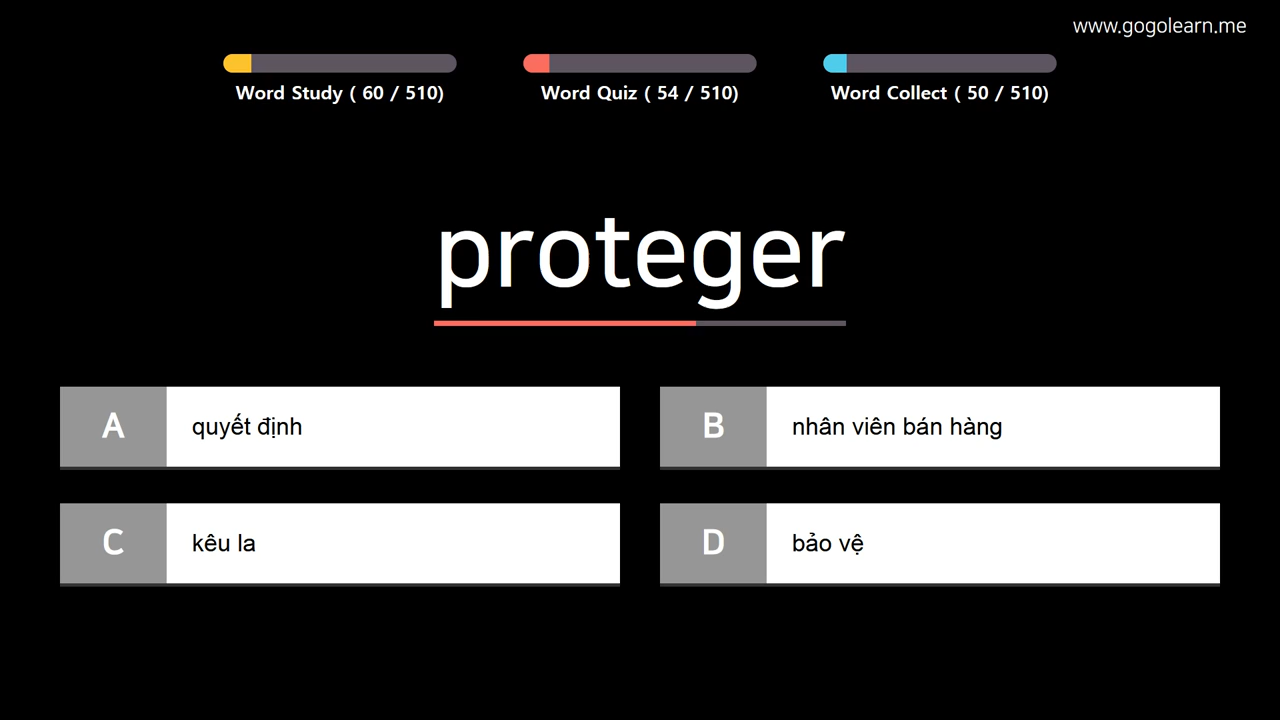 www.gogolearn.me
Word Study ( 60 / 510)
Word Quiz ( 54 / 510)
Word Collect ( 50 / 510)
proteger
A
quyết định
B
nhân viên bán hàng
C
kêu la
D
bảo vệ